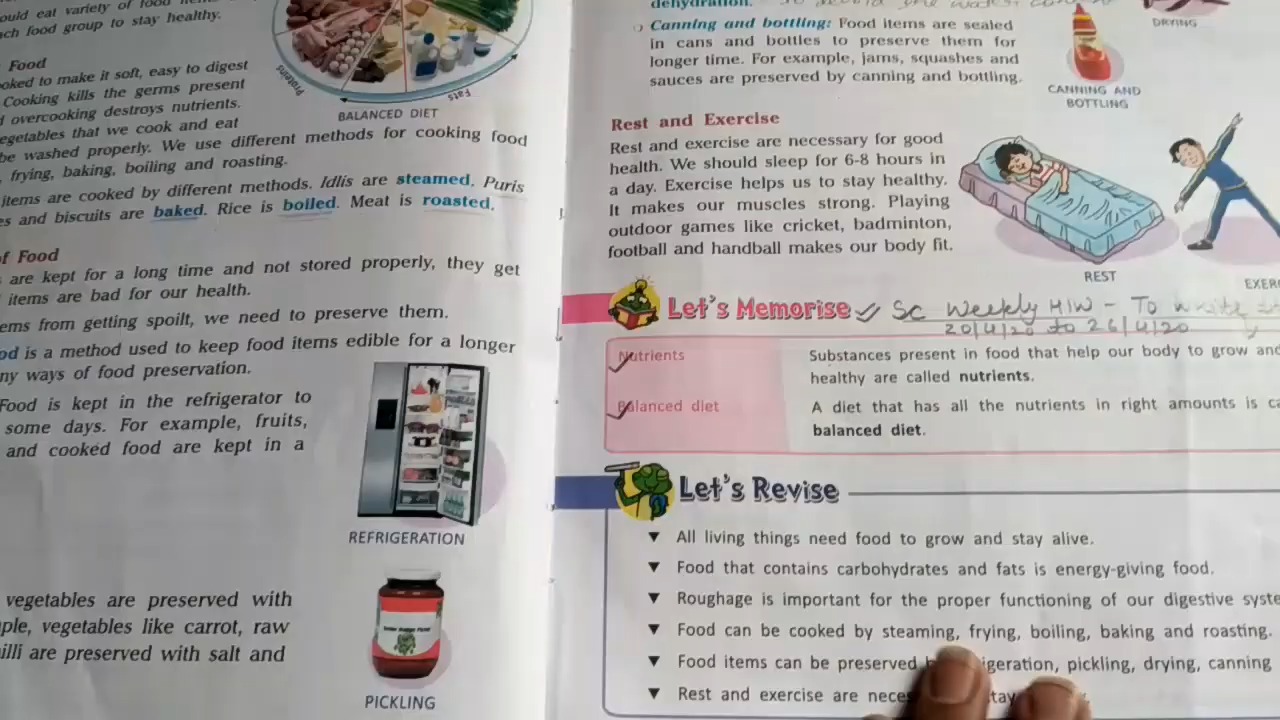 ould eat variety of food items
ach food group to stay healthy.
Food
ooked to make it soft, easy to digest
Cooking kills the germs present
d overcooking destroys nutrients.
egetables that we cook and eat
be washed properly. We use different methods for cooking food
, frying, baking, boiling and roasting.
items are cooked by different methods. Idlis are steamed. Puris
es and biscuits are baked. Rice is boiled. Meat is roasted.
Proteins
Fats
BALANCED DIET
of Food
s are kept for a long time and not stored properly, they get
items are bad for our health.
ems from getting spoilt, we need to preserve them.
od is a method used to keep food items edible for a longer
ny ways of food preservation.
Food is kept in the refrigerator to
some days. For example, fruits,
and cooked food are kept in a
REFRIGERATION
vegetables are preserved with
ple, vegetables like carrot, raw
illi are preserved with salt and
PICKLING
dehydration.
DRYING
Canning and bottling: Food items are sealed
in cans and bottles to preserve them for
longer time. For example, jams, squashes and
sauces are preserved by canning and bottling.
CANNING AND
BOTTLING
Rest and Exercise
Rest and exercise are necessary for good
health. We should sleep for 6-8 hours in
a day. Exercise helps us to stay healthy.
It makes our muscles strong. Playing
outdoor games like cricket, badminton,
football and handball makes our body fit.
REST
EXER
Let's Memorise Sc Weekly H/W - To write
20/4/20 to 26/4/20
Nutrients
Substances present in food that help our body to grow and
healthy are called nutrients.
Balanced diet
A diet that has all the nutrients in right amounts is ca
balanced diet.
Let's Revise
▼ All living things need food to grow and stay alive.
▼ Food that contains carbohydrates and fats is energy-giving food.
▼ Roughage is important for the proper functioning of our digestive syste
▼ Food can be cooked by steaming, frying, boiling, baking and roasting.
▼ Food items can be preserved igeration, pickling, drying, canning
▼ Rest and exercise are neces tay